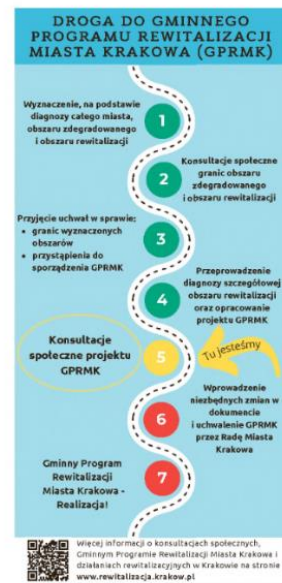 DROGA DO GMINNEGO
PROGRAMU REWITALIZACJI
MIASTA KRAKOWA (GPRMK)
Wyznaczenie, na podstawie
diagnozy całego miasta,
obszaru zdegradowanego
i obszaru rewitalizacji
1
2
Konsultacje społeczne
granic obszaru
zdegradowanego
i obszaru rewitalizacji
Przyjęcie uchwał w sprawie:
• granic wyznaczonych
obszarów
• przystąpienia do
sporządzenia GPRMK
3
4
Przeprowadzenie
diagnozy szczegółowej
obszaru rewitalizacji
oraz opracowanie
projektu GPRMK
Konsultacje
społeczne projektu
GPRMK
5
Tu jesteśmy
6
Wprowadzenie
niezbędnych zmian w
dokumencie
i uchwalenie GPRMK
przez Radę Miasta
Krakowa
Gminny Program
Rewitalizacji
Miasta Krakowa -
Realizacja!
7
Więcej informacji o konsultacjach społecznych,
Gminnym Programie Rewitalizacji Miasta Krakowa i
działaniach rewitalizacyjnych w Krakowie na stronie
www.rewitalizacja.krakow.pl